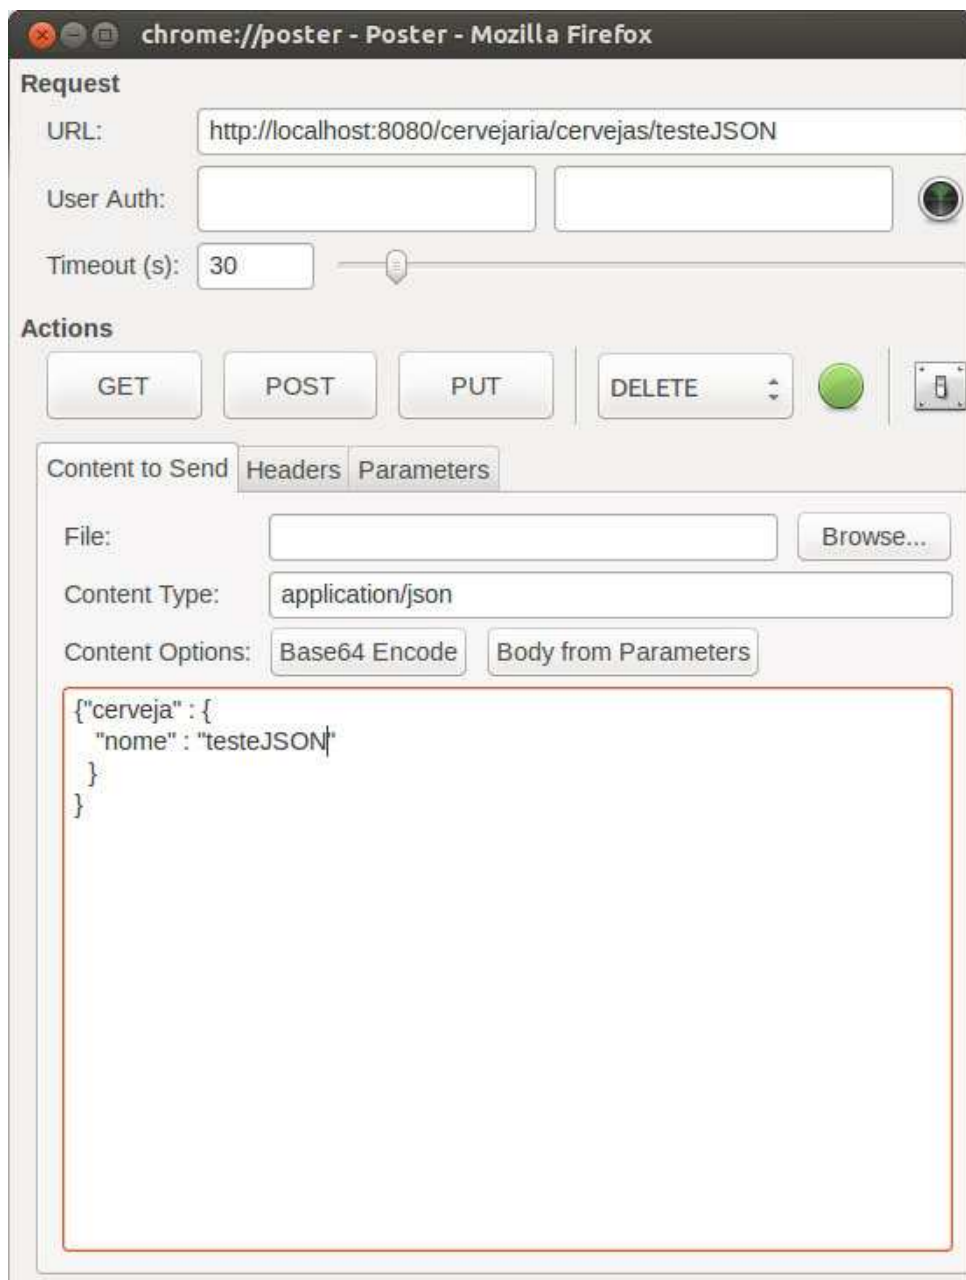 chrome://poster - Poster - Mozilla Firefox
Request
URL: http://localhost:8080/cervejaria/cervejas/testeJSON
User Auth:
Timeout (s): 30
Actions
GET POST PUT DELETE
Content to Send Headers Parameters
File: Browse...
Content Type: application/json
Content Options: Base64 Encode Body from Parameters
{"cerveja" : {
"nome" : "testeJSON"
}
}